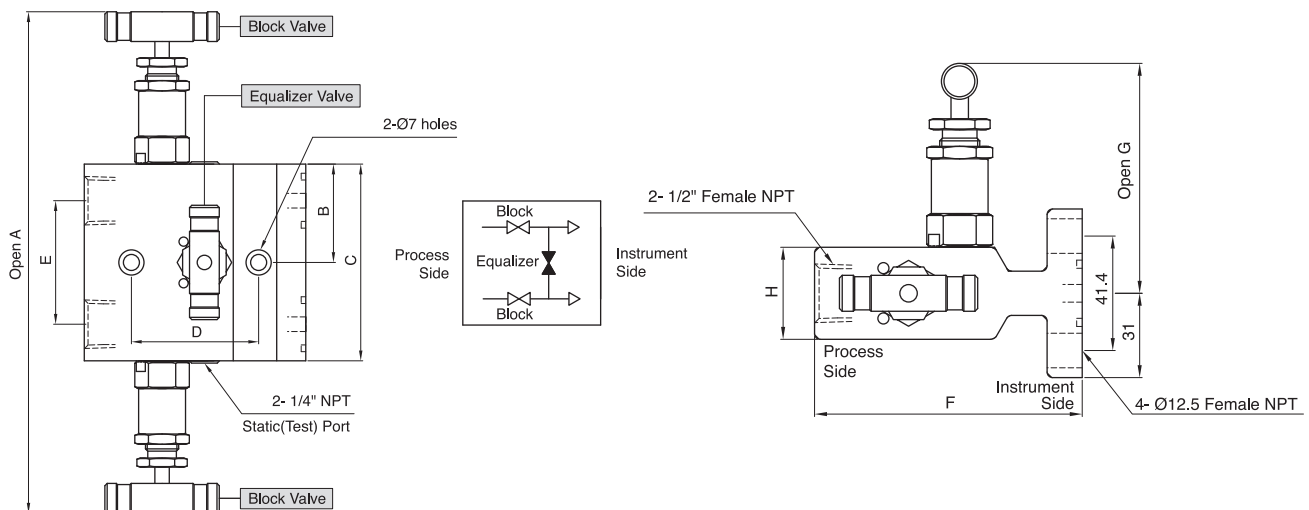 Block Valve
Equalizer Valve
2-Ø7 holes
Open A
E
B
C
D
2- 1/4" NPT
Static(Test) Port
Block Valve
Process
Side
Block
Equalizer
Block
Instrument
Side
2- 1/2" Female NPT
Open G
H
41.4
31
Process
Side
Instrument
Side
F
4- Ø12.5 Female NPT